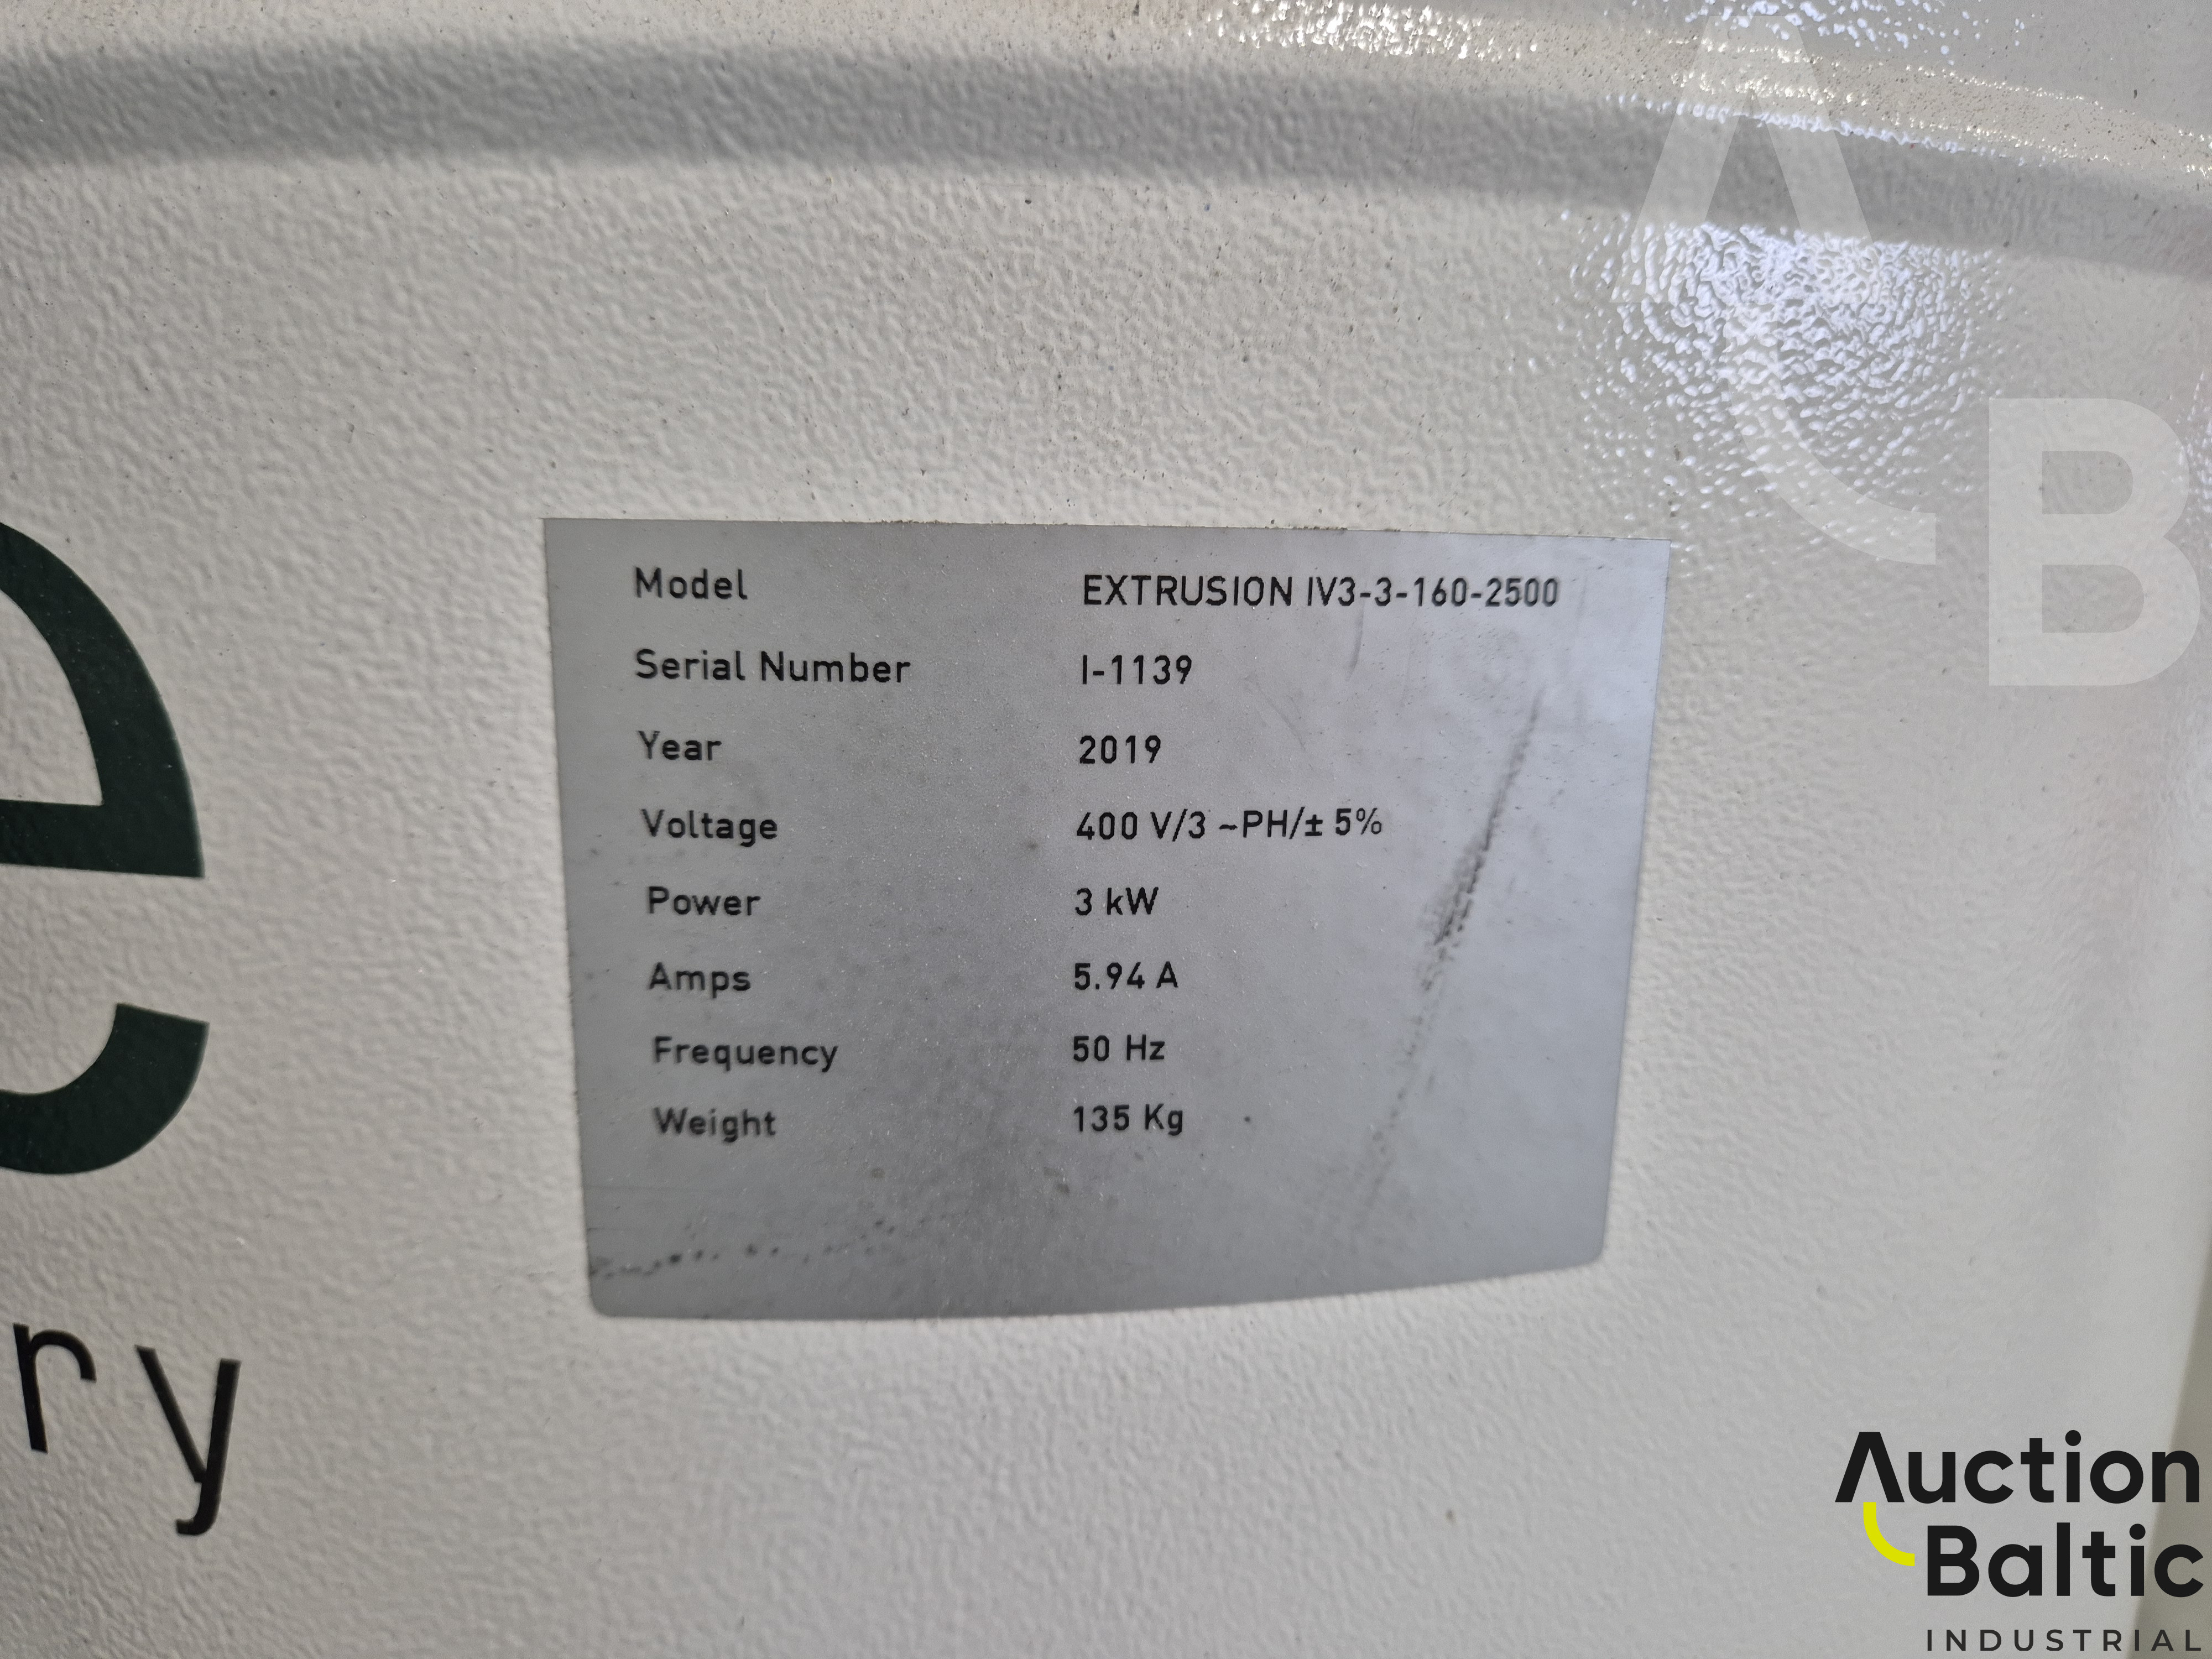 Model EXTRUSION IV3-3-160-2500
Serial Number I-1139
Year 2019
Voltage 400 V/3 ~PH/± 5%
Power 3 kW
Amps 5.94 A
Frequency 50 Hz
Weight 135 Kg
e
ry
A
B
Auction
Baltic
INDUSTRIAL